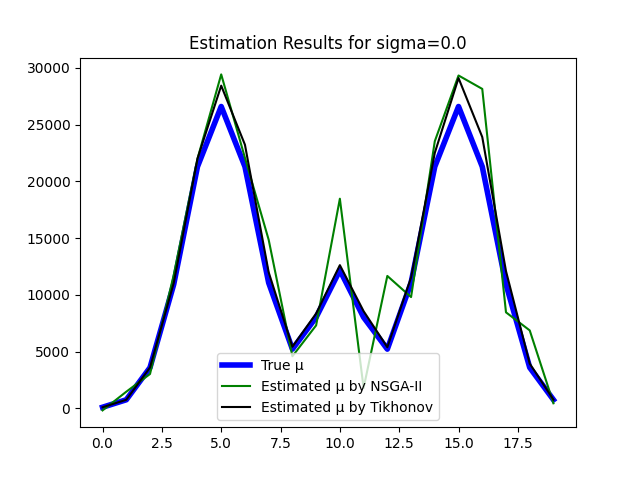 Estimation Results for sigma=0.0
30000
25000
20000
15000
10000
5000
0
True μ
Estimated μ by NSGA-II
Estimated μ by Tikhonov
0.0 2.5 5.0 7.5 10.0 12.5 15.0 17.5